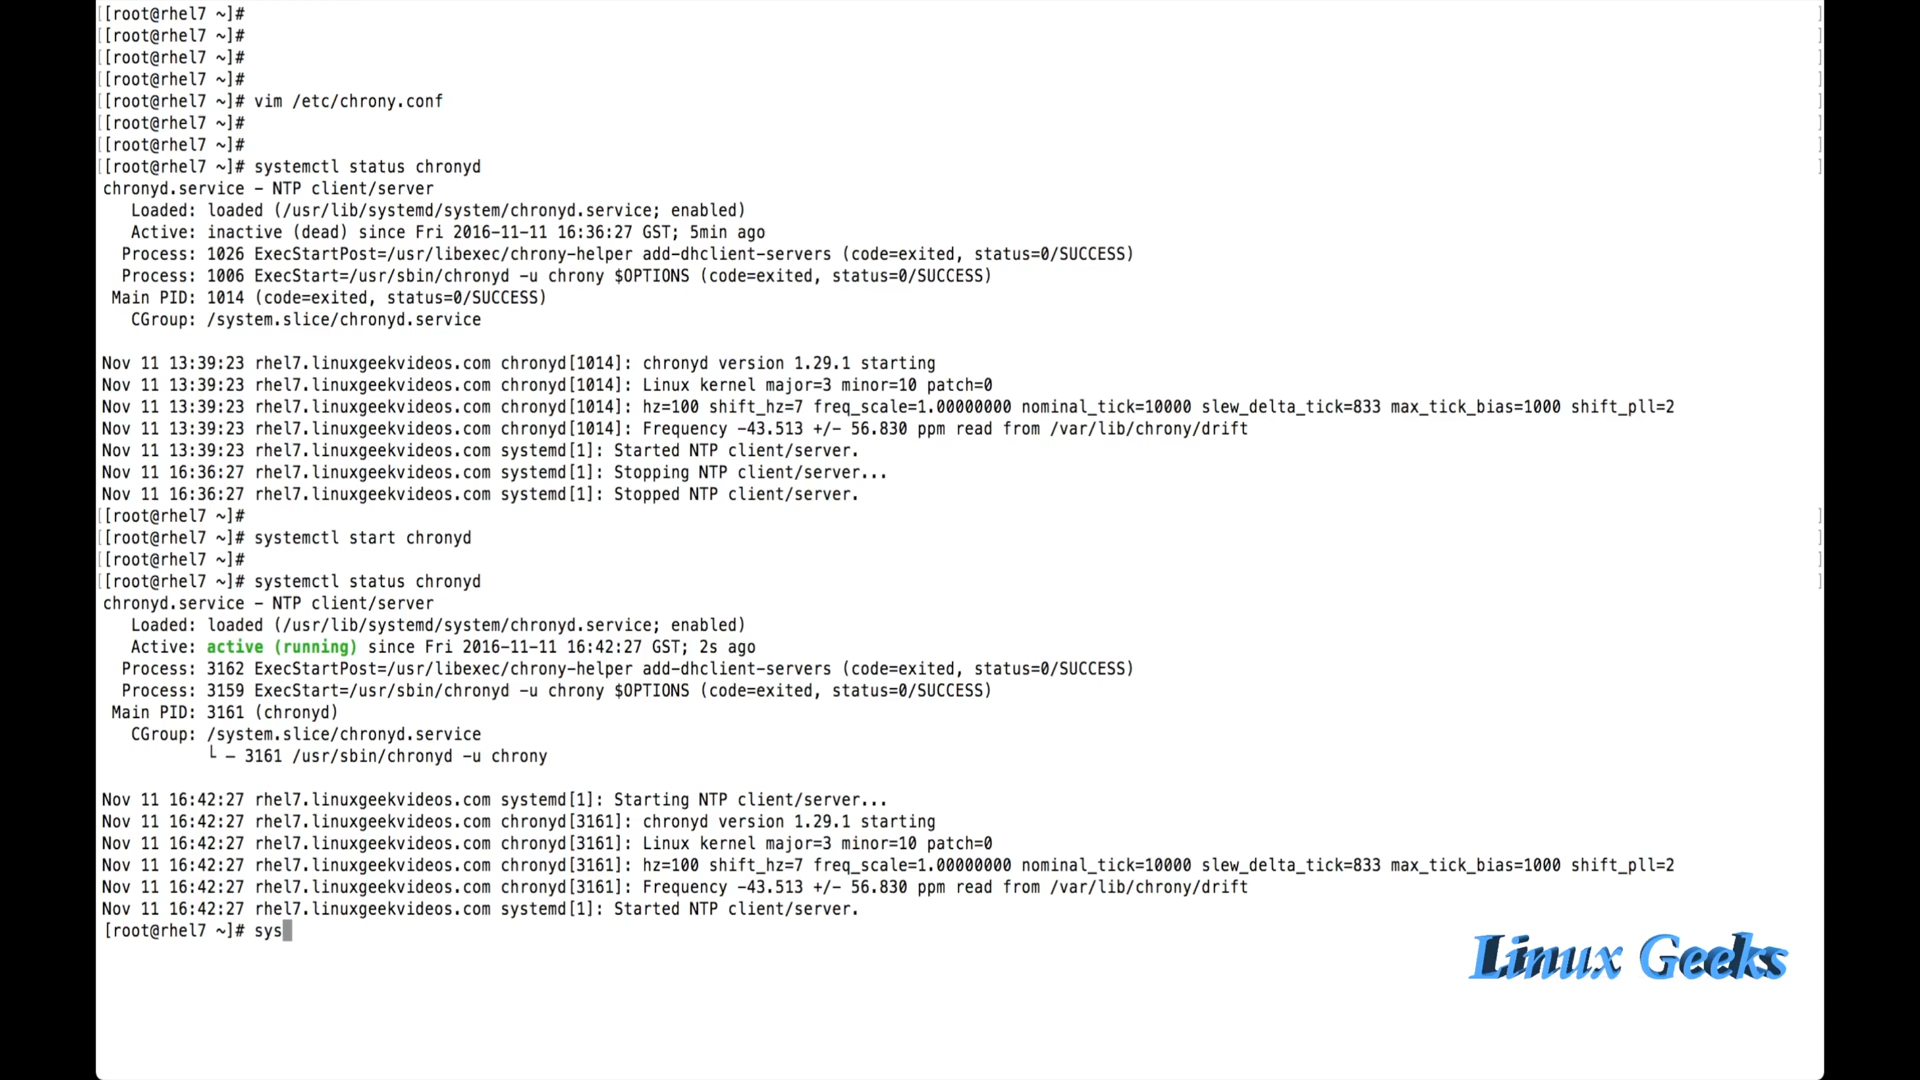 [[root@rhel7 ~]# ]
[[root@rhel7 ~]# ]
[[root@rhel7 ~]# ]
[[root@rhel7 ~]# ]
[[root@rhel7 ~]# vim /etc/chrony.conf ]
[[root@rhel7 ~]# ]
[[root@rhel7 ~]# ]
[[root@rhel7 ~]# systemctl status chronyd ]
chronyd.service - NTP client/server
   Loaded: loaded (/usr/lib/systemd/system/chronyd.service; enabled)
   Active: inactive (dead) since Fri 2016-11-11 16:36:27 GST; 5min ago
  Process: 1026 ExecStartPost=/usr/libexec/chrony-helper add-dhclient-servers (code=exited, status=0/SUCCESS)
  Process: 1006 ExecStart=/usr/sbin/chronyd -u chrony $OPTIONS (code=exited, status=0/SUCCESS)
 Main PID: 1014 (code=exited, status=0/SUCCESS)
   CGroup: /system.slice/chronyd.service
Nov 11 13:39:23 rhel7.linuxgeekvideos.com chronyd[1014]: chronyd version 1.29.1 starting
Nov 11 13:39:23 rhel7.linuxgeekvideos.com chronyd[1014]: Linux kernel major=3 minor=10 patch=0
Nov 11 13:39:23 rhel7.linuxgeekvideos.com chronyd[1014]: hz=100 shift_hz=7 freq_scale=1.00000000 nominal_tick=10000 slew_delta_tick=833 max_tick_bias=1000 shift_pll=2
Nov 11 13:39:23 rhel7.linuxgeekvideos.com chronyd[1014]: Frequency -43.513 +/- 56.830 ppm read from /var/lib/chrony/drift
Nov 11 13:39:23 rhel7.linuxgeekvideos.com systemd[1]: Started NTP client/server.
Nov 11 16:36:27 rhel7.linuxgeekvideos.com systemd[1]: Stopping NTP client/server...
Nov 11 16:36:27 rhel7.linuxgeekvideos.com systemd[1]: Stopped NTP client/server.
[[root@rhel7 ~]# ]
[[root@rhel7 ~]# systemctl start chronyd ]
[[root@rhel7 ~]# ]
[[root@rhel7 ~]# systemctl status chronyd ]
chronyd.service - NTP client/server
   Loaded: loaded (/usr/lib/systemd/system/chronyd.service; enabled)
   Active: active (running) since Fri 2016-11-11 16:42:27 GST; 2s ago
  Process: 3162 ExecStartPost=/usr/libexec/chrony-helper add-dhclient-servers (code=exited, status=0/SUCCESS)
  Process: 3159 ExecStart=/usr/sbin/chronyd -u chrony $OPTIONS (code=exited, status=0/SUCCESS)
 Main PID: 3161 (chronyd)
   CGroup: /system.slice/chronyd.service
           └ - 3161 /usr/sbin/chronyd -u chrony
Nov 11 16:42:27 rhel7.linuxgeekvideos.com systemd[1]: Starting NTP client/server...
Nov 11 16:42:27 rhel7.linuxgeekvideos.com chronyd[3161]: chronyd version 1.29.1 starting
Nov 11 16:42:27 rhel7.linuxgeekvideos.com chronyd[3161]: Linux kernel major=3 minor=10 patch=0
Nov 11 16:42:27 rhel7.linuxgeekvideos.com chronyd[3161]: hz=100 shift_hz=7 freq_scale=1.00000000 nominal_tick=10000 slew_delta_tick=833 max_tick_bias=1000 shift_pll=2
Nov 11 16:42:27 rhel7.linuxgeekvideos.com chronyd[3161]: Frequency -43.513 +/- 56.830 ppm read from /var/lib/chrony/drift
Nov 11 16:42:27 rhel7.linuxgeekvideos.com systemd[1]: Started NTP client/server.
[root@rhel7 ~]# sys
Linux Geeks